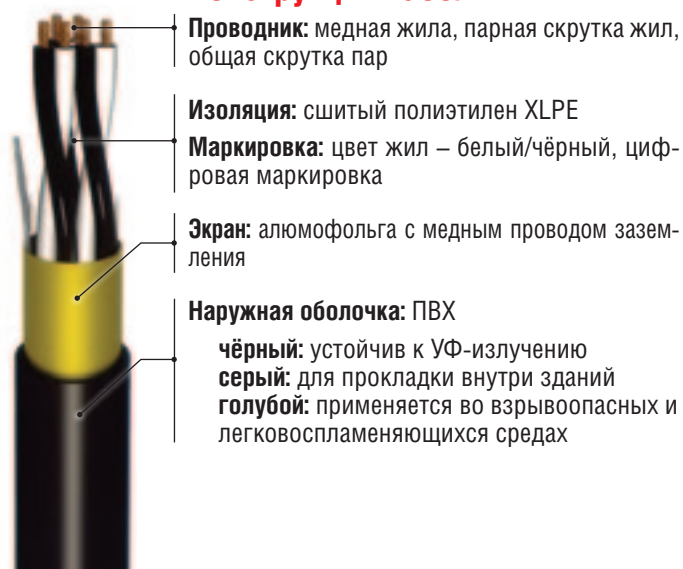 Проводник: медная жила, парная скрутка жил,
общая скрутка пар
Изоляция: сшитый полиэтилен XLPE
Маркировка: цвет жил – белый/чёрный, циф-
ровая маркировка
Экран: алюмофольга с медным проводом зазем-
ления
Наружная оболочка: ПВХ
чёрный: устойчив к УФ-излучению
серый: для прокладки внутри зданий
голубой: применяется во взрывоопасных и
легковоспламеняющихся средах